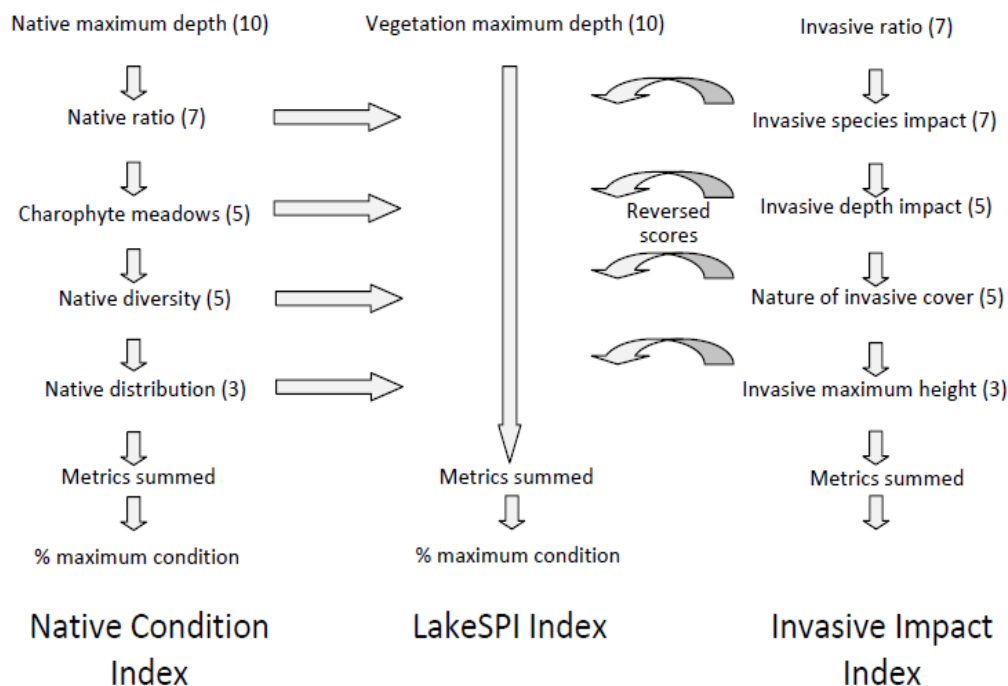 Native maximum depth (10)
Vegetation maximum depth (10)
Invasive ratio (7)
Native ratio (7)
Invasive species impact (7)
Charophyte meadows (5)
Reversed
scores
Invasive depth impact (5)
Native diversity (5)
Nature of invasive cover (5)
Native distribution (3)
Invasive maximum height (3)
Metrics summed
Metrics summed
Metrics summed
% maximum condition
% maximum condition
Native Condition
Index
LakeSPI Index
Invasive Impact
Index